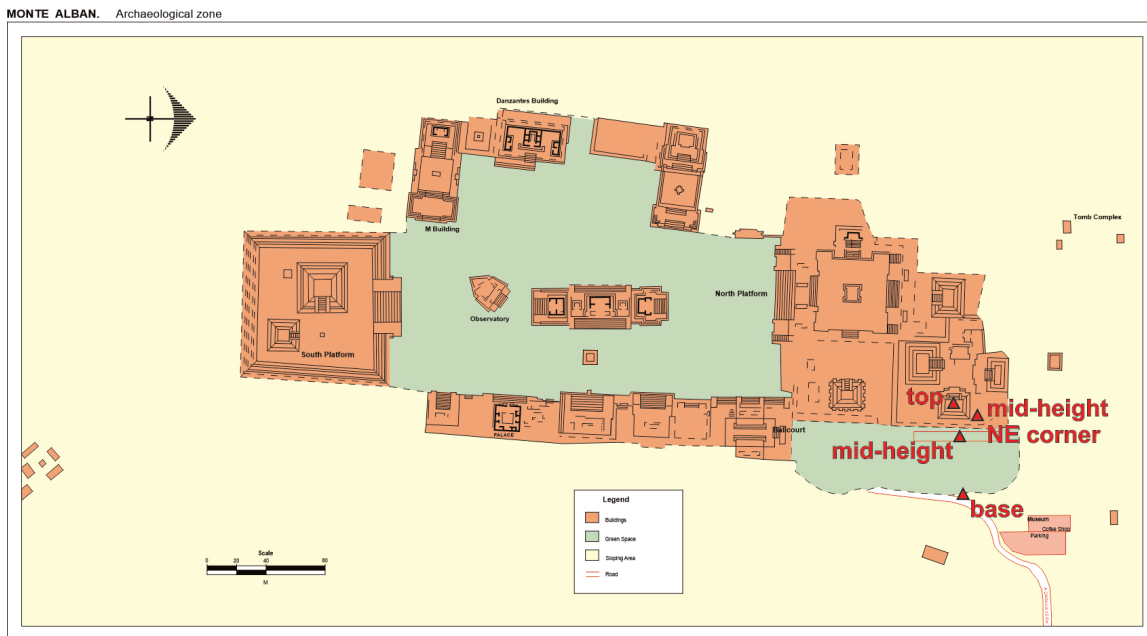 MONTE ALBAN. Archaeological zone
Danzantes Building
Tomb Complex
M Building
North Platform
Observatory
South Platform
top
mid-height
NE corner
PALACE
Ballcourt
mid-height
base
Legend
Buildings
Green Space
Sloping Area
Road
Museum
Cofee Shop
Parking
Scale
0 20 40 80
M